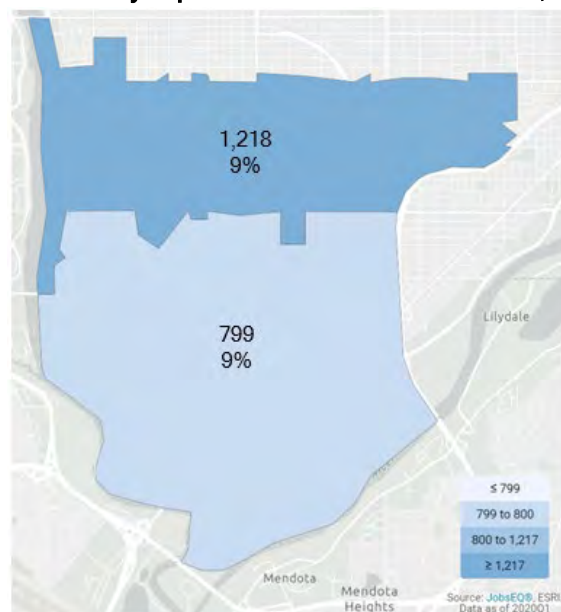 1,218
9%
799
9%
Lilydale
River
Mendota
Mendota
Heights
≤ 799
799 to 800
800 to 1,217
≥ 1,217
Source: JobsEQ®, ESRI
Data as of 2020Q1